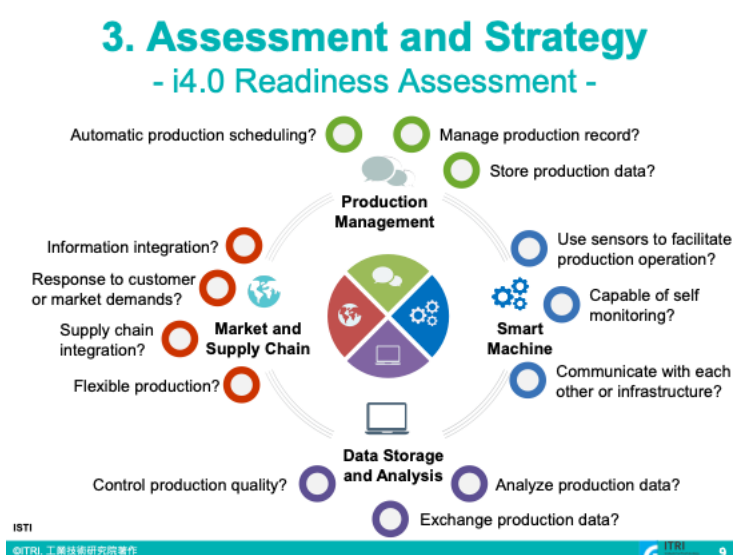 3. Assessment and Strategy
- i4.0 Readiness Assessment -
Automatic production scheduling?
Manage production record?
Store production data?
Production
Management
Information integration?
Response to customer
or market demands?
Supply chain
integration?
Flexible production?
Market and
Supply Chain
Use sensors to facilitate
production operation?
Capable of self
monitoring?
Communicate with each
other or infrastructure?
Smart
Machine
Data Storage
and Analysis
Control production quality?
Analyze production data?
Exchange production data?
ISTI
©ITRI. 工業技術研究院著作
ITRI
9